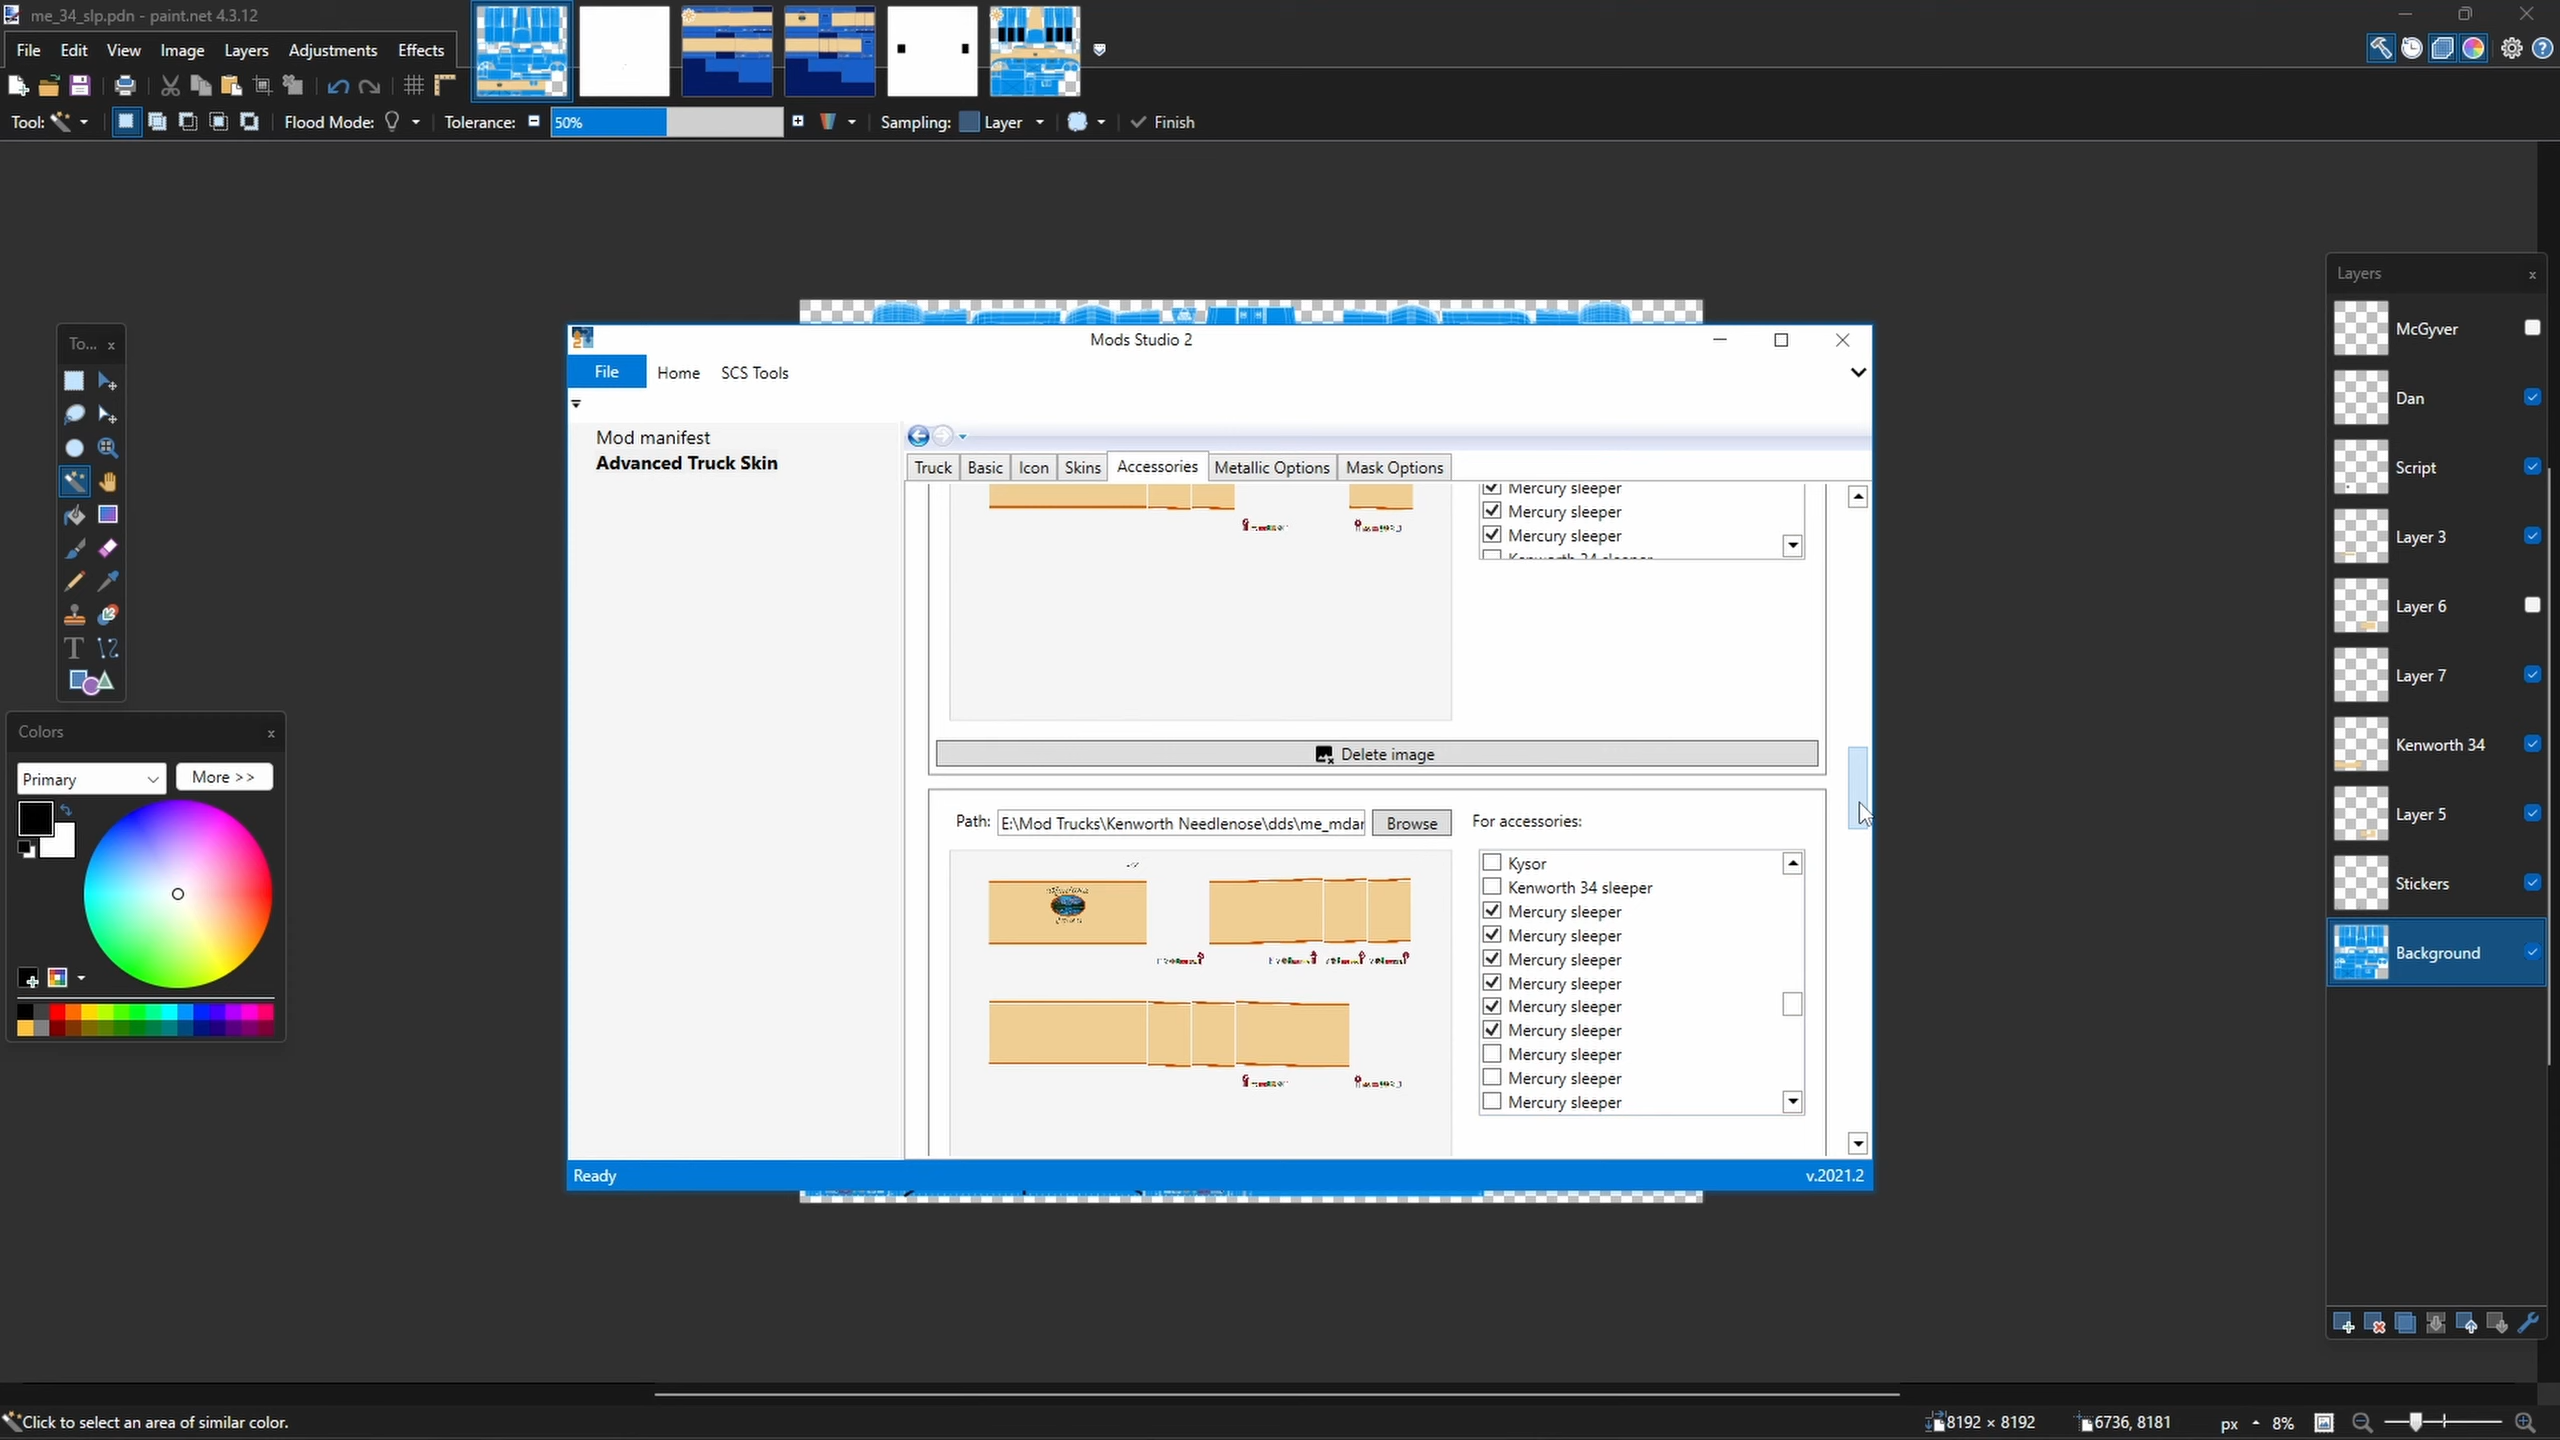 me_34_slp.pdn - paint.net 4.3.12
File Edit View Image Layers Adjustments Effects
Tool: Flood Mode: Tolerance: 50% Sampling: Layer Finish
To... x
Colors x
Primary More >>
Mods Studio 2
File Home SCS Tools
Mod manifest
Advanced Truck Skin
Truck Basic Icon Skins Accessories Metallic Options Mask Options
Mercury sleeper
Mercury sleeper
Mercury sleeper
Kenworth 34 sleeper
Delete image
Path: E:\Mod Trucks\Kenworth Needlenose\dds\me_mdar Browse For accessories:
Kysor
Kenworth 34 sleeper
Mercury sleeper
Mercury sleeper
Mercury sleeper
Mercury sleeper
Mercury sleeper
Mercury sleeper
Mercury sleeper
Mercury sleeper
Mercury sleeper
Ready v.2021.2
Layers x
McGyver
Dan
Script
Layer 3
Layer 6
Layer 7
Kenworth 34
Layer 5
Stickers
Background
Click to select an area of similar color. 8192 × 8192 6736, 8181 px 8%